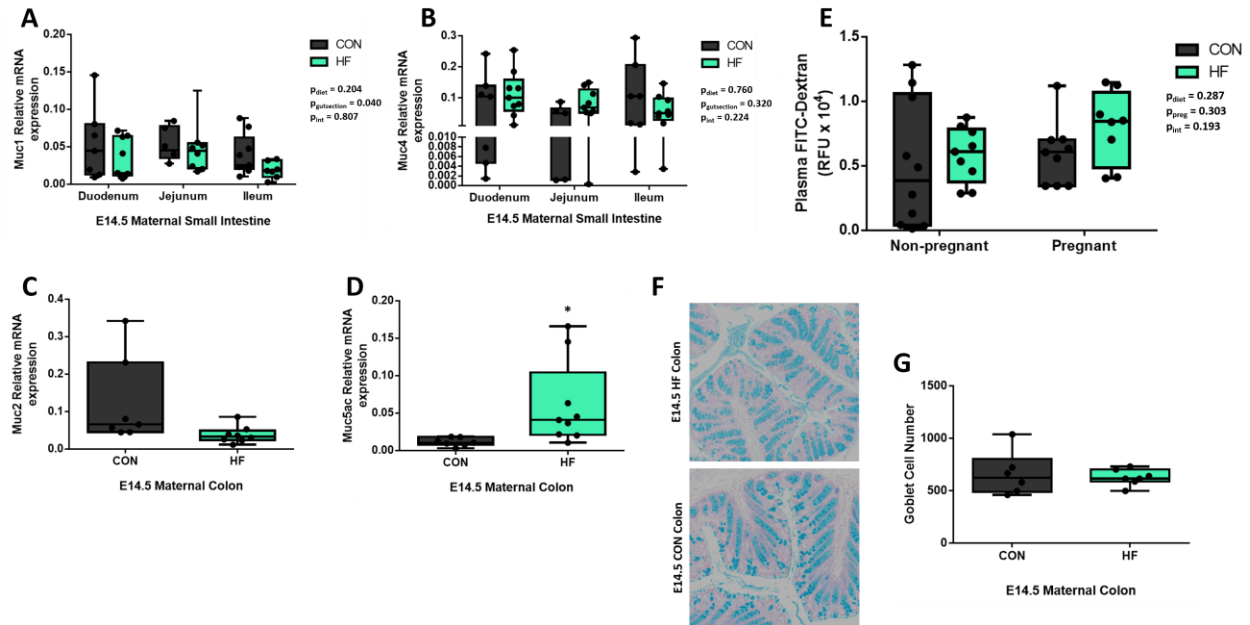 A
Muc1 Relative mRNA
expression
0.20
0.15
0.10
0.05
0.00
Duodenum
Jejunum
Ileum
E14.5 Maternal Small Intestine
CON
HF
pdiet = 0.204
pgutsection = 0.040
pint = 0.807
B
Muc4 Relative mRNA
expression
0.3
0.2
0.1
0.010
0.008
0.006
0.004
0.002
0.000
Duodenum
Jejunum
Ileum
E14.5 Maternal Small Intestine
CON
HF
pdiet = 0.760
pgutsection = 0.320
pint = 0.224
E
Plasma FITC-Dextran
(RFU x 10⁴)
1.5
1.0
0.5
0.0
Non-pregnant
Pregnant
CON
HF
pdiet = 0.287
ppreg = 0.303
pint = 0.193
C
Muc2 Relative mRNA
expression
0.4
0.3
0.2
0.1
0.0
CON
HF
E14.5 Maternal Colon
D
Muc5ac Relative mRNA
expression
0.20
0.15
0.10
0.05
0.00
*
CON
HF
E14.5 Maternal Colon
F
E14.5 HF Colon
E14.5 CON Colon
G
Goblet Cell Number
1500
1000
500
0
CON
HF
E14.5 Maternal Colon